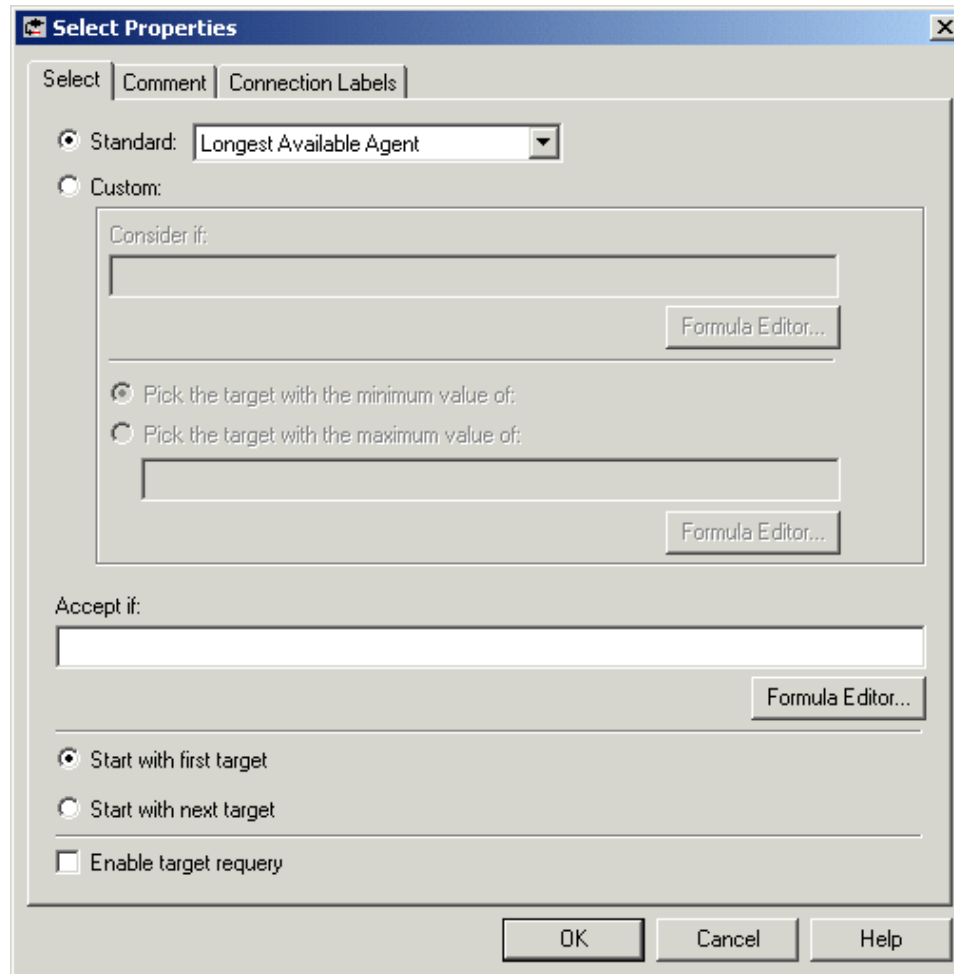 Select Properties
Select Comment Connection Labels
Standard: Longest Available Agent
Custom:
Consider if:
Formula Editor...
Pick the target with the minimum value of:
Pick the target with the maximum value of:
Formula Editor...
Accept if:
Formula Editor...
Start with first target
Start with next target
Enable target requery
OK Cancel Help